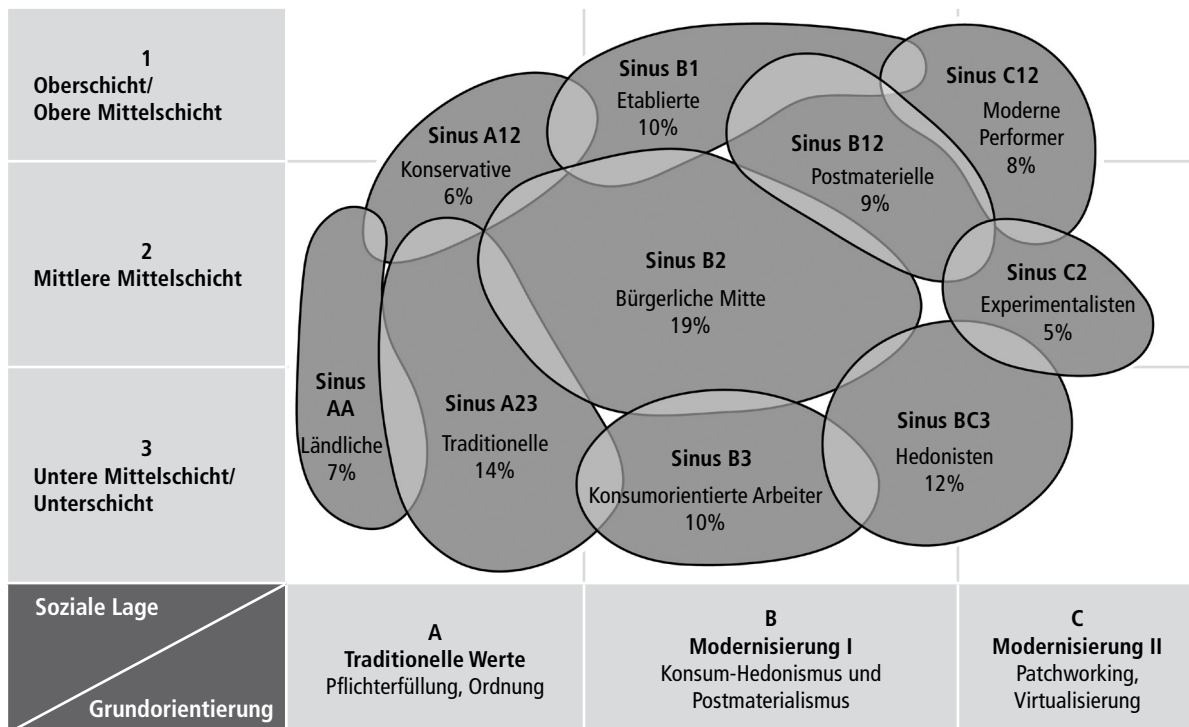 1
Oberschicht/
Obere Mittelschicht
2
Mittlere Mittelschicht
3
Untere Mittelschicht/
Unterschicht
Sinus B1
Etablierte
10%
Sinus C12
Moderne
Performer
8%
Sinus A12
Konservative
6%
Sinus B12
Postmaterielle
9%
Sinus B2
Bürgerliche Mitte
19%
Sinus C2
Experimentalisten
5%
Sinus
AA
Ländliche
7%
Sinus A23
Traditionelle
14%
Sinus B3
Konsumorientierte Arbeiter
10%
Sinus BC3
Hedonisten
12%
Soziale Lage
Grundorientierung
A
Traditionelle Werte
Pflichterfüllung, Ordnung
B
Modernisierung I
Konsum-Hedonismus und
Postmaterialismus
C
Modernisierung II
Patchworking,
Virtualisierung